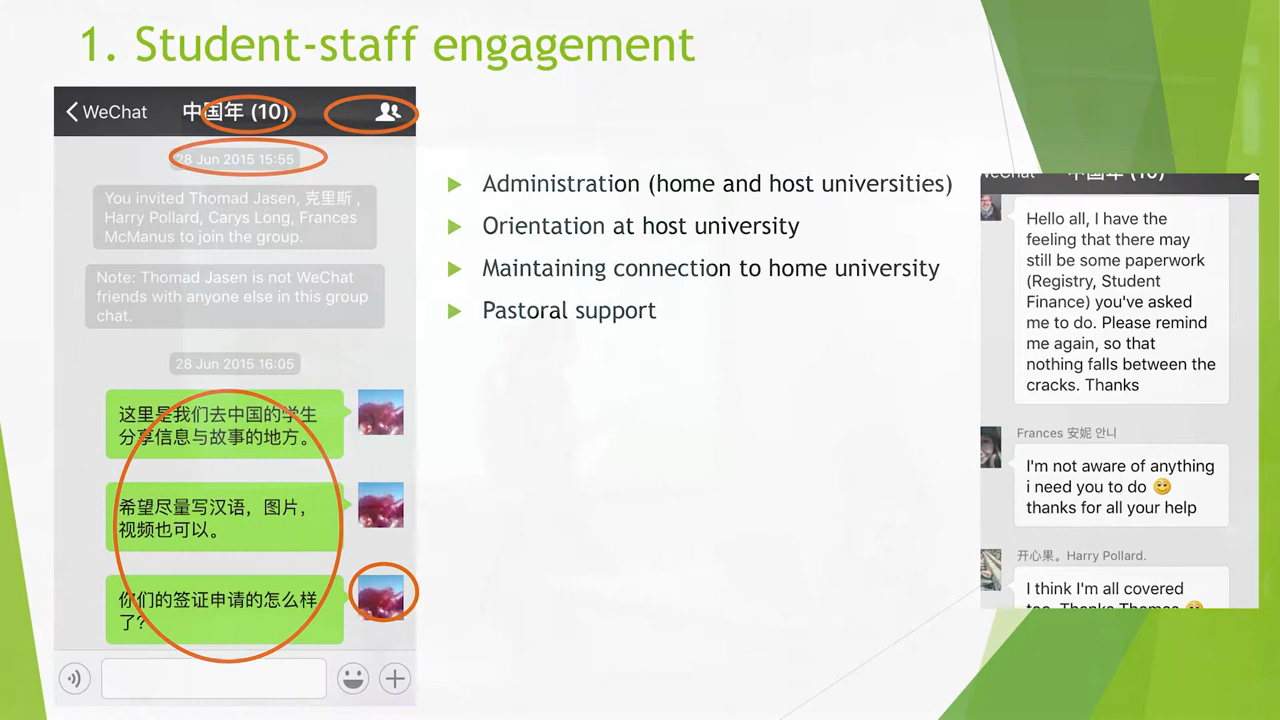 1. Student-staff engagement
WeChat
中国年 (10)
28 Jun 2015 15:55
You invited Thomad Jasen, 克里斯 ,
Harry Pollard, Carys Long, Frances
McManus to join the group.
Note: Thomad Jasen is not WeChat
friends with anyone else in this group
chat.
28 Jun 2015 16:05
这里是我们去中国的学生
分享信息与故事的地方。
希望尽量写汉语，图片，
视频也可以。
你们的签证申请的怎么样
了？
Administration (home and host universities)
Orientation at host university
Maintaining connection to home university
Pastoral support
WeChat
中国年 (10)
Hello all, I have the
feeling that there may
still be some paperwork
(Registry, Student
Finance) you've asked
me to do. Please remind
me again, so that
nothing falls between the
cracks. Thanks
Frances 安妮 안니
I'm not aware of anything
i need you to do
thanks for all your help
开心果。Harry Pollard.
I think I'm all covered
too. Thanks Thomas